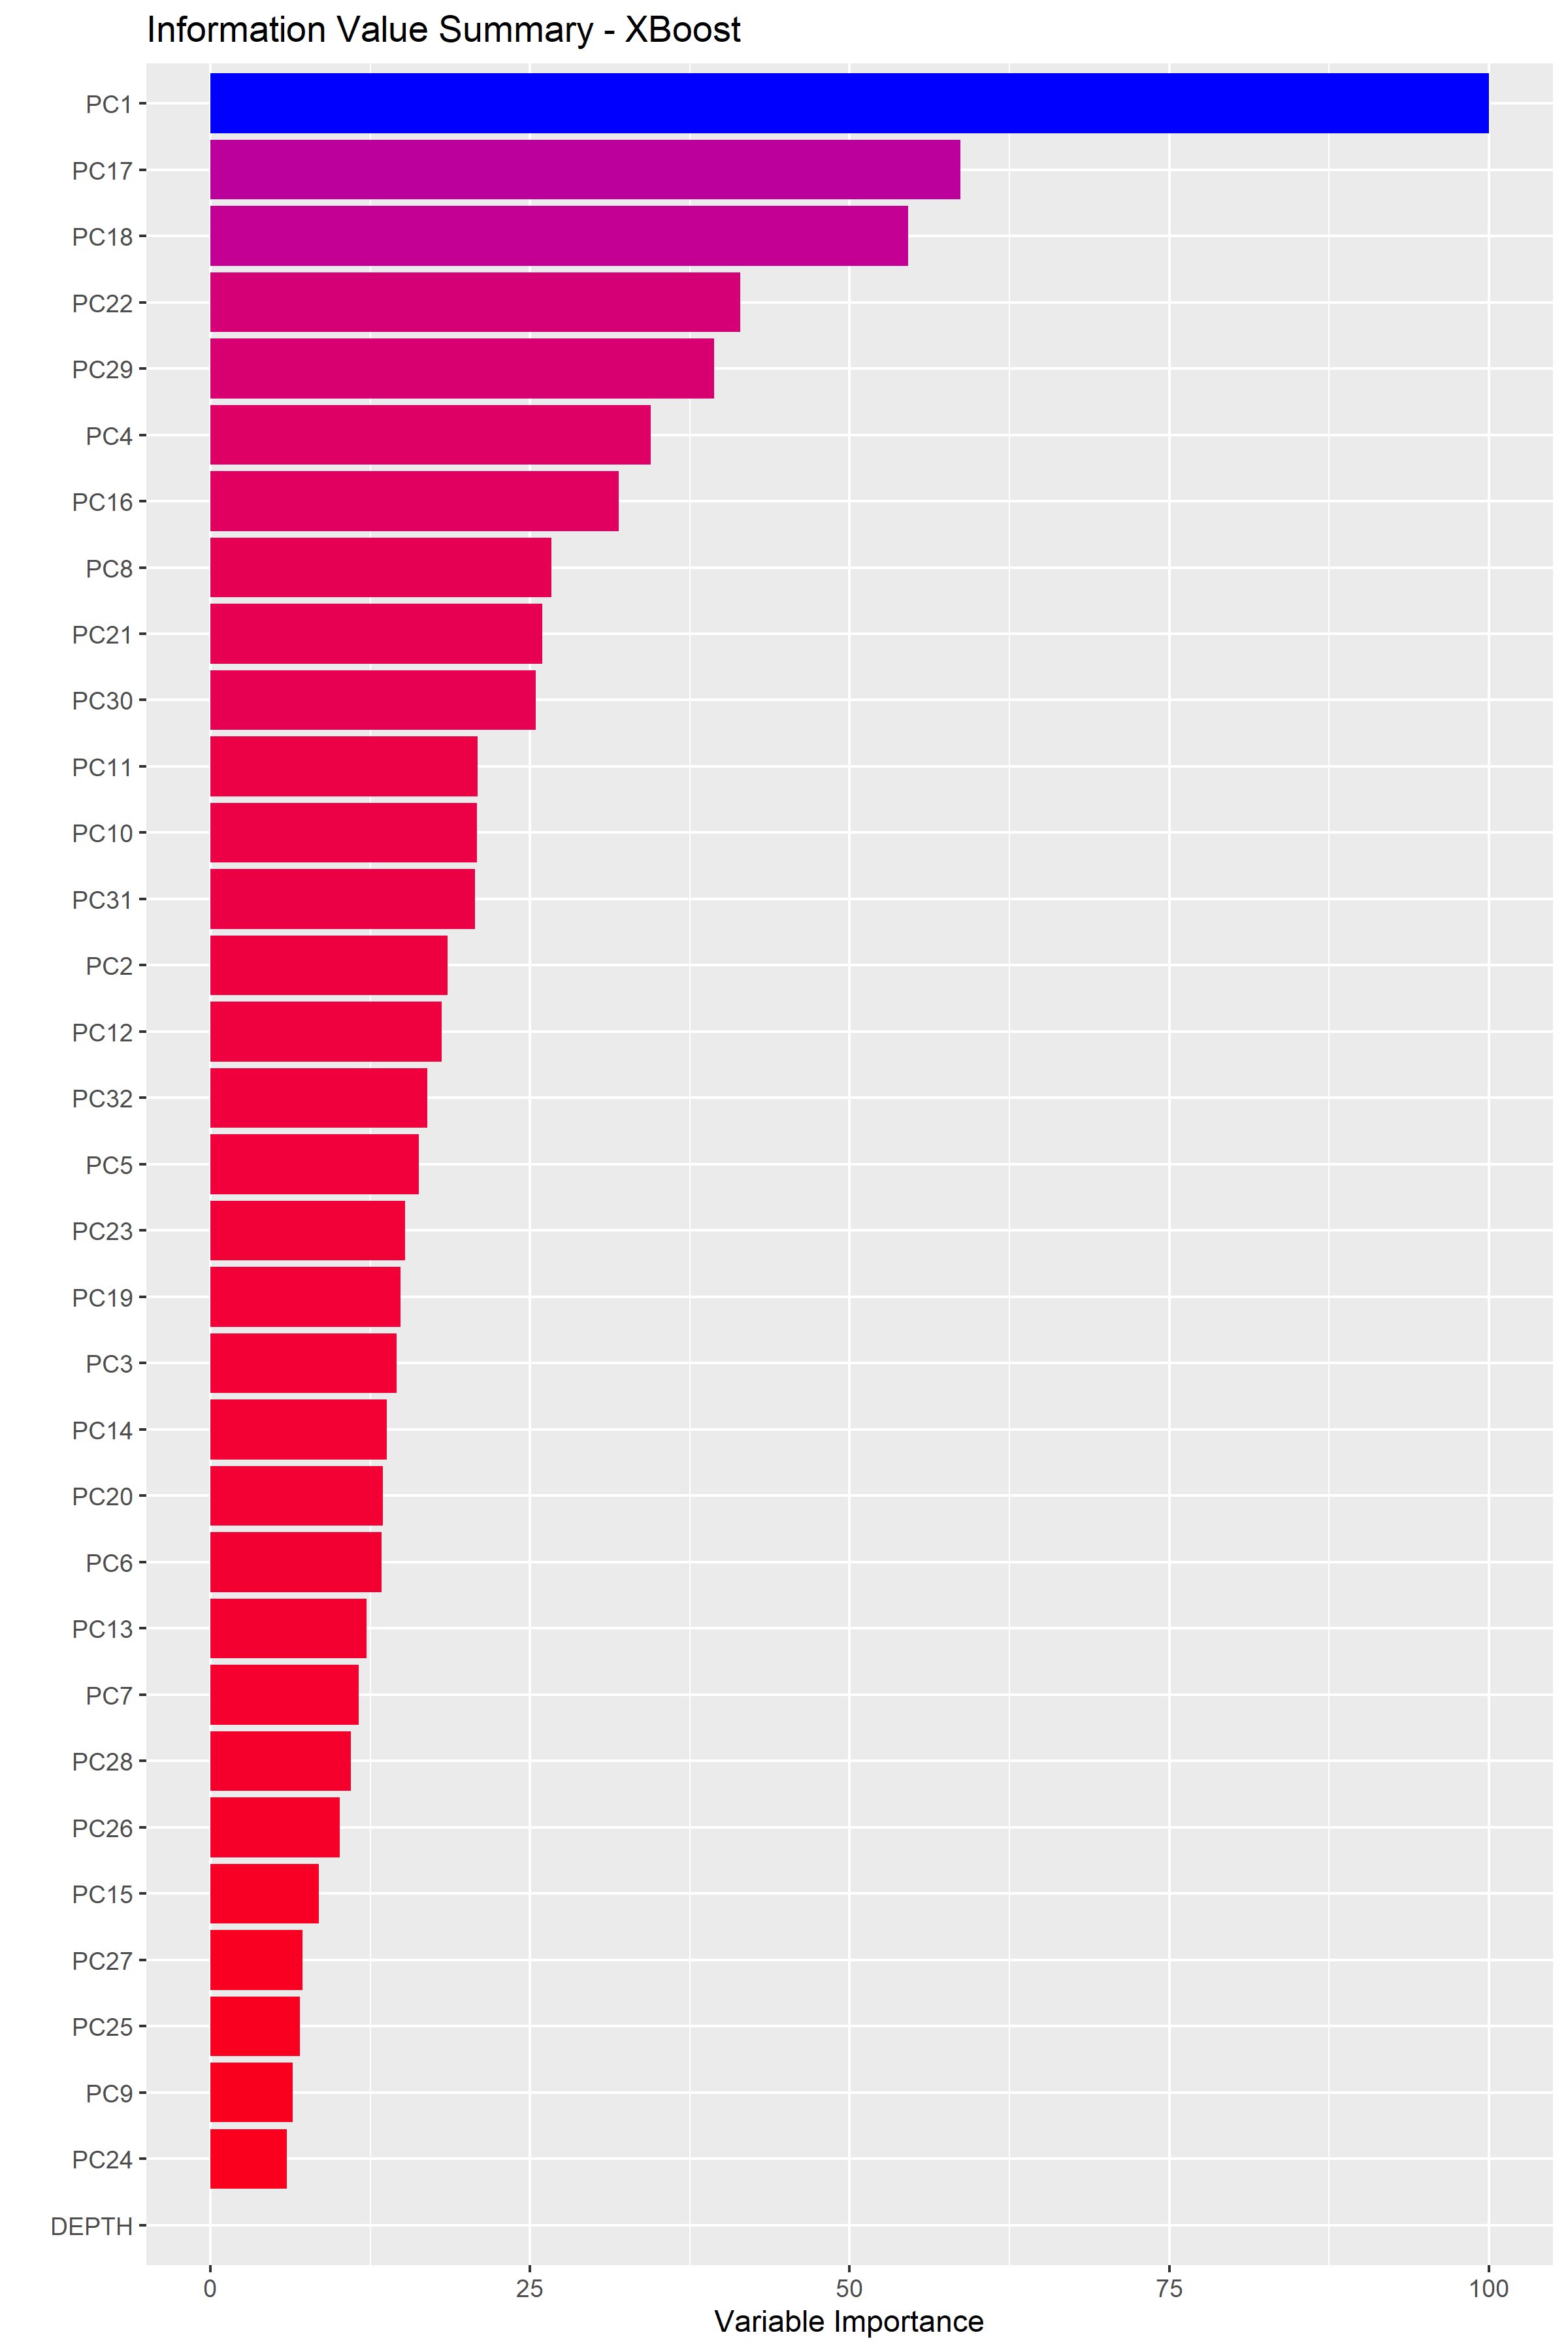 Information Value Summary - XBoost
PC1
PC17
PC18
PC22
PC29
PC4
PC16
PC8
PC21
PC30
PC11
PC10
PC31
PC2
PC12
PC32
PC5
PC23
PC19
PC3
PC14
PC20
PC6
PC13
PC7
PC28
PC26
PC15
PC27
PC25
PC9
PC24
DEPTH
0 25 50 75 100
Variable Importance